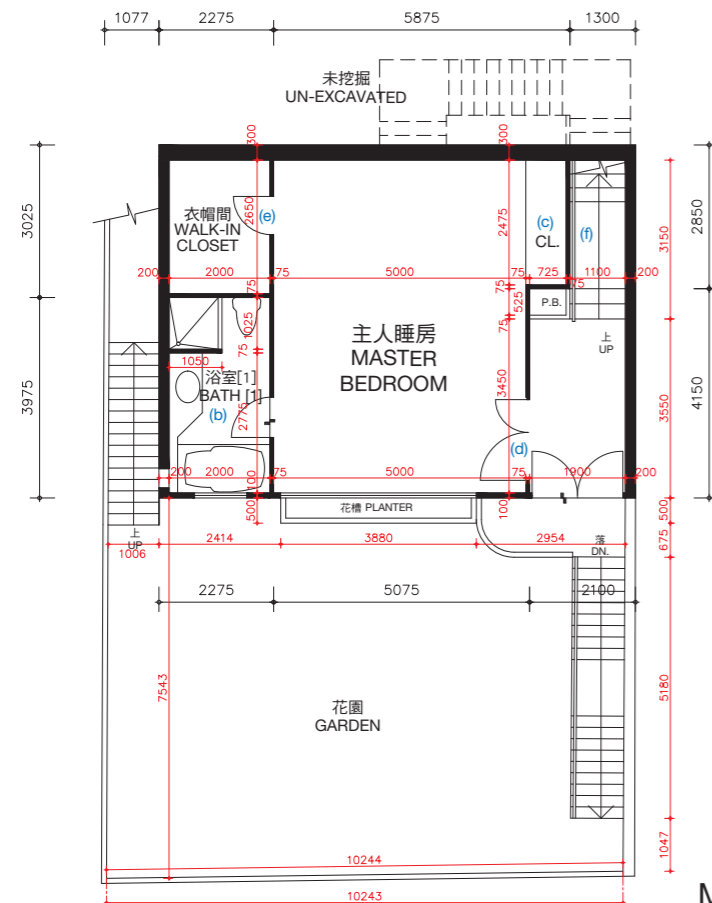 1077
2275
5875
1300
未挖掘
UN-EXCAVATED
300
300
3025
衣帽間
WALK-IN
CLOSET
2650
(e)
2475
(c)
CL.
(f)
3150
2850
200
2000
75
5000
75
725
1100
200
75
75
75
525
P.B.
75
1025
主人睡房
MASTER
BEDROOM
上
UP
75
1050
浴室[1]
BATH [1]
(b)
2775
3450
3550
3975
4150
(d)
200
2000
75
5000
75
1900
200
100
500
花槽 PLANTER
100
500
上
UP
1006
2414
3880
2954
落
DN.
675
2275
5075
2100
7543
花園
GARDEN
5180
1047
10244
10243
M